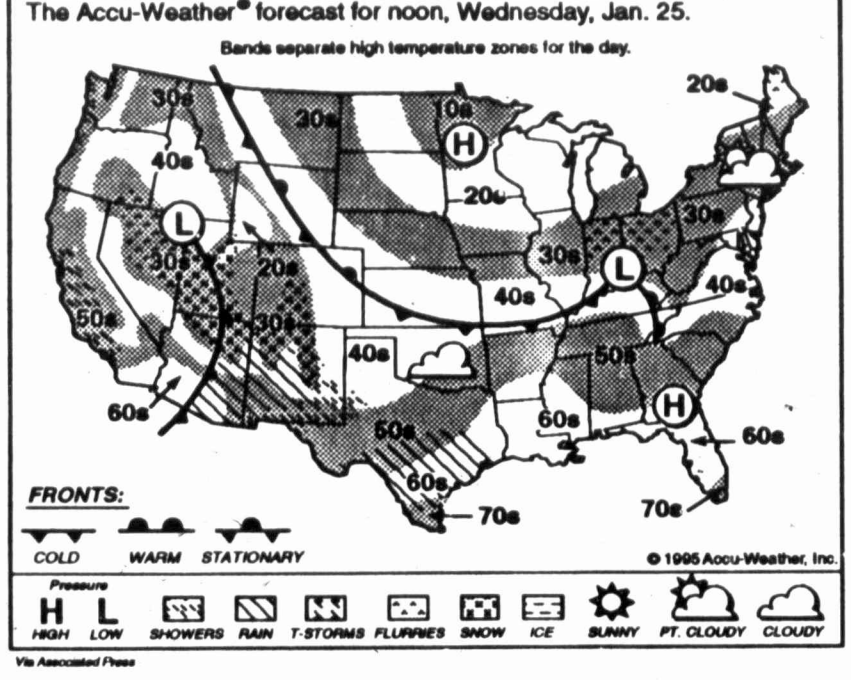 The Accu-Weather® forecast for noon, Wednesday, Jan. 25.
Bands separate high temperature zones for the day.
20s
30s
30s
10s
H
40s
20s
30s
L
30s
20s
30s
L
40s
40s
50s
30s
40s
50s
60s
H
60s
50s
60s
60s
70s
70s
FRONTS:
COLD WARM STATIONARY
© 1995 Accu-Weather, Inc.
Pressure
H L
HIGH LOW SHOWERS RAIN T-STORMS FLURRIES SNOW ICE SUNNY PT. CLOUDY CLOUDY
Via Associated Press